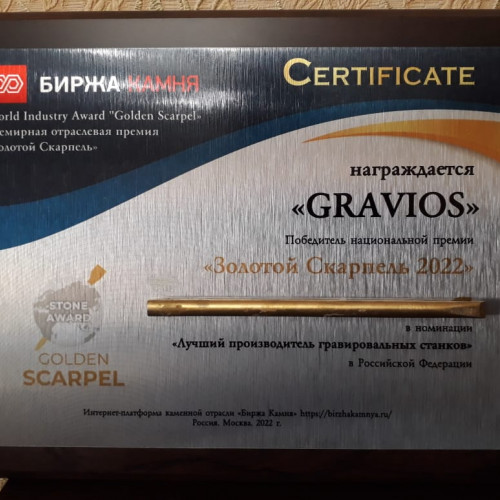 БИРЖА КАМНЯ
CERTIFICATE
orld Industry Award "Golden Scarpel»
семирная отраслевая премия
олотой Скарпель»
награждается
«GRAVIOS»
Победитель национальной премии
«Золотой Скарпель 2022»
STONE
AWARD
GOLDEN
SCARPEL
в номинации
«Лучший производитель гравировальных станков»
в Российской Федерации
Интернет-платформа каменной отрасли «Биржа Камня» https://birzhakamnya.ru/
Россия. Москва, 2022 г.